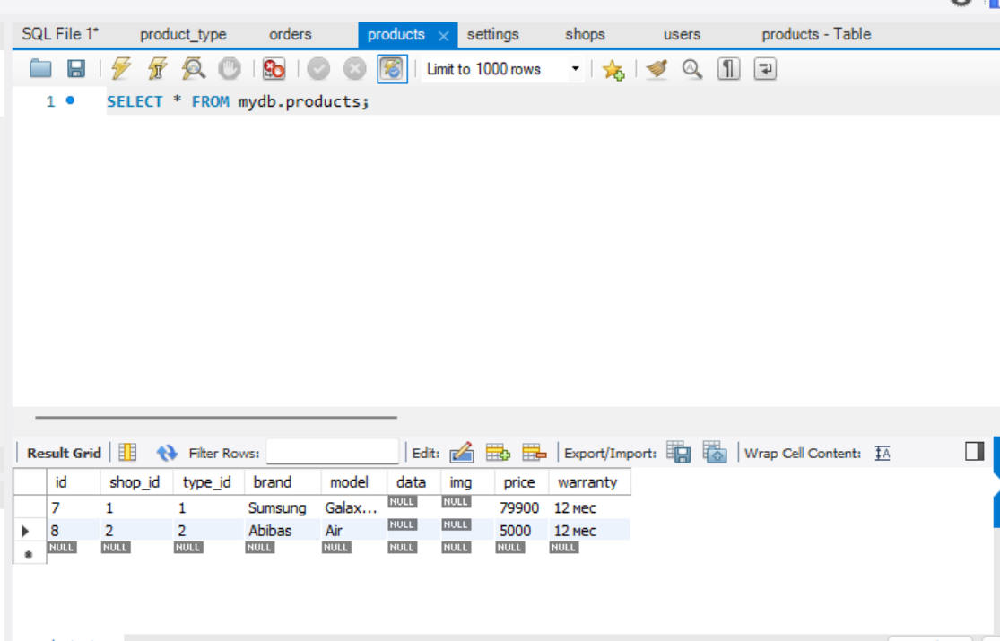 SQL File 1* product_type orders products × settings shops users products - Table
Limit to 1000 rows
1 SELECT * FROM mydb.products;
Result Grid Filter Rows: Edit: Export/Import: Wrap Cell Content:
id shop_id type_id brand model data img price warranty
7 1 1 Sumsung Galax... NULL NULL 79900 12 мес
8 2 2 Abibas Air NULL NULL 5000 12 мес
NULL NULL NULL NULL NULL NULL NULL NULL NULL